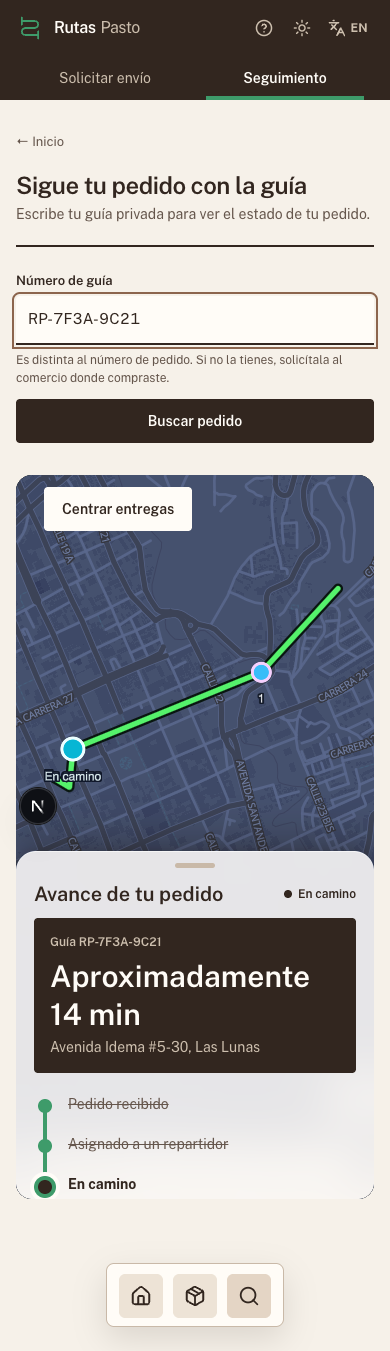 Rutas Pasto
EN
Solicitar envío
Seguimiento
← Inicio
Sigue tu pedido con la guía
Escribe tu guía privada para ver el estado de tu pedido.
Número de guía
RP-7F3A-9C21
Es distinta al número de pedido. Si no la tienes, solicítala al
comercio donde compraste.
Buscar pedido
Centrar entregas
CARRERA 27
CARRERA 24
1
En camino
AVENIDA SANTANDE
CALLE 23 BIS
N
Avance de tu pedido
En camino
Guía RP-7F3A-9C21
Aproximadamente
14 min
Avenida Idema #5-30, Las Lunas
Pedido recibido
Asignado a un repartidor
En camino